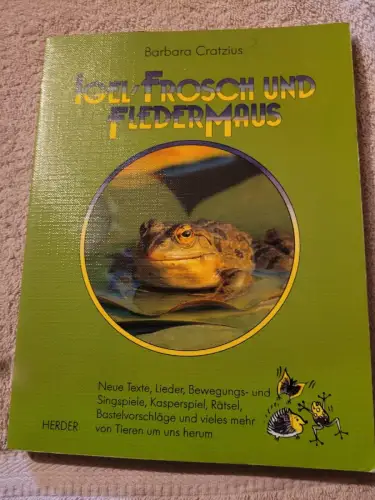 Barbara Cratzius
IGEL, FROSCH UND
FLEDERMAUS
Neue Texte, Lieder, Bewegungs- und
Singspiele, Kasperspiel, Rätsel,
Bastelvorschläge und vieles mehr
von Tieren um uns herum
HERDER